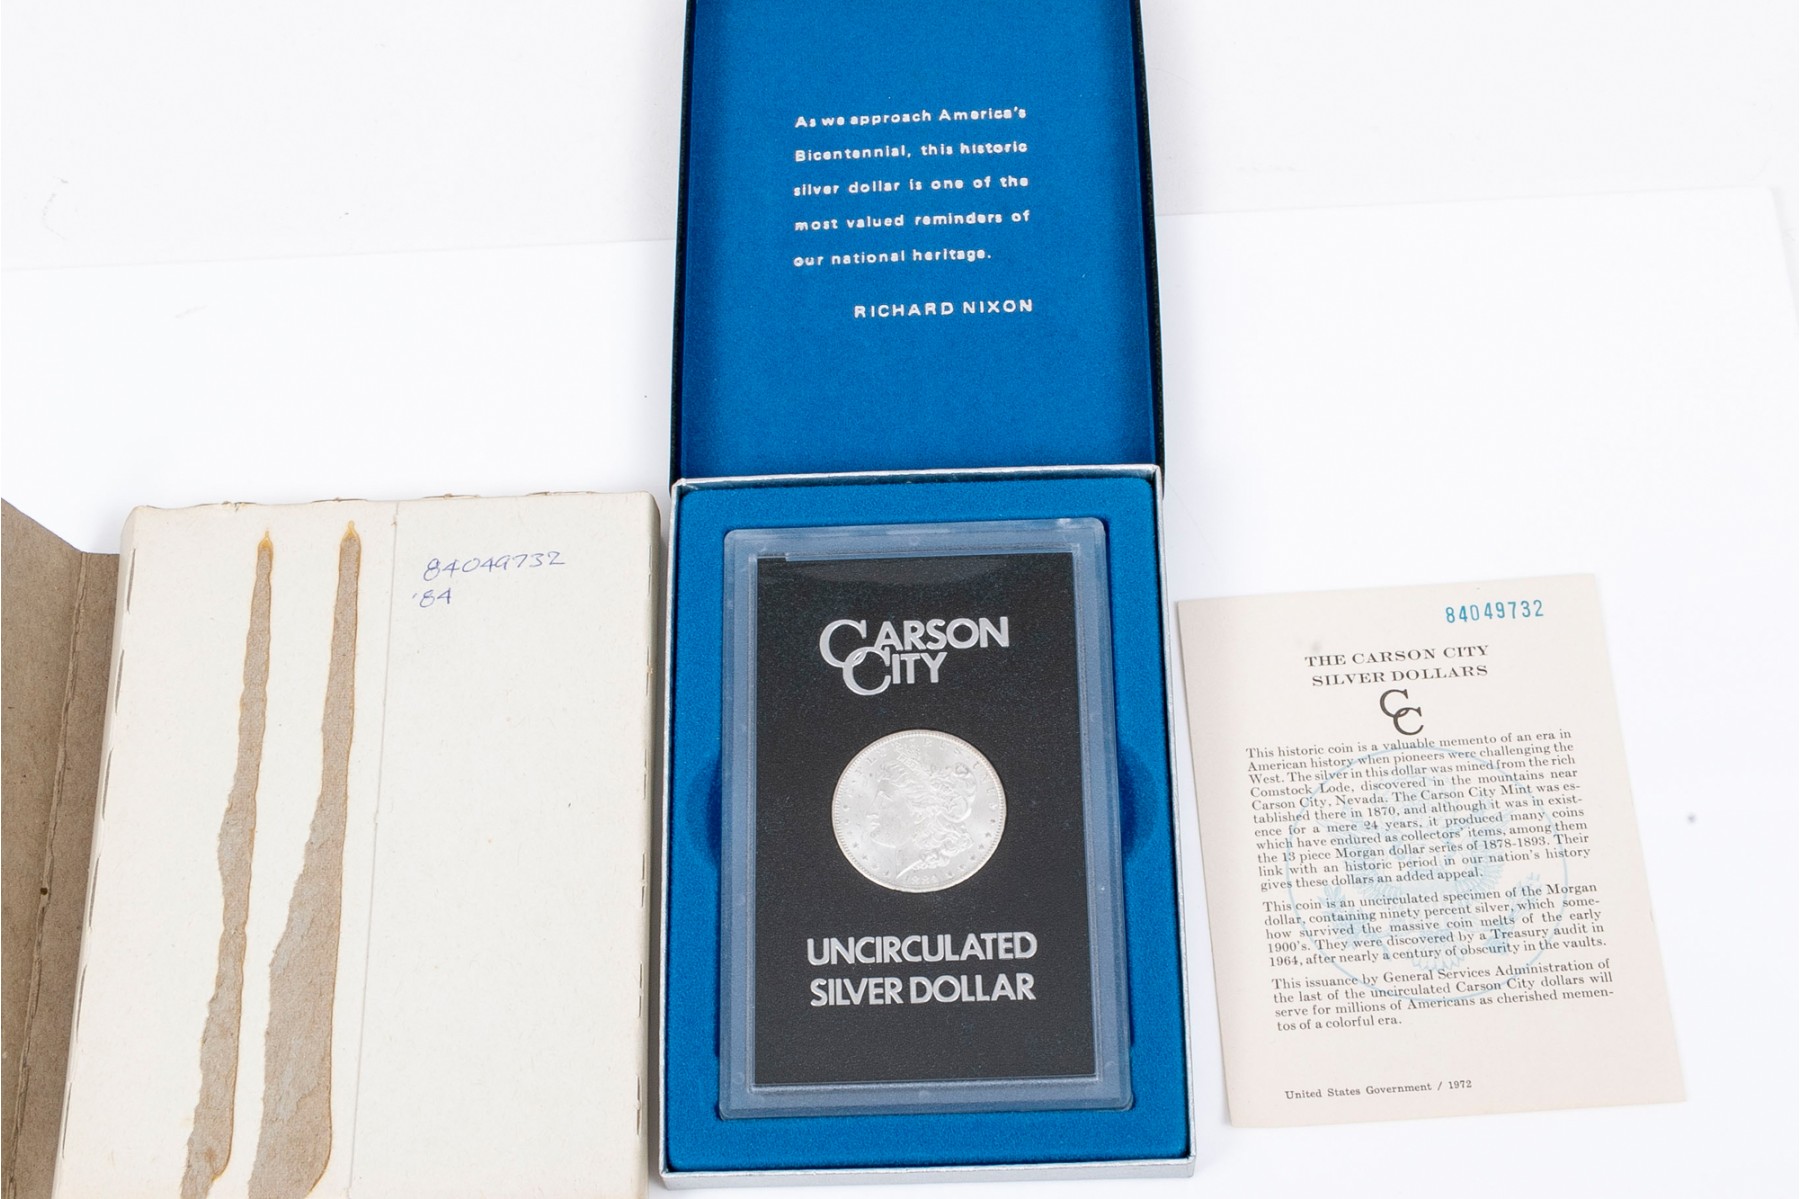 As we approach America's
Bicentennial, this historic
silver dollar is one of the
most valued reminders of
our national heritage.
RICHARD NIXON
84049732
'84
CARSON
CITY
1884
UNCIRCULATED
SILVER DOLLAR
84049732
THE CARSON CITY
SILVER DOLLARS
CC
This historic coin is a valuable memento of an era in
American history when pioneers were challenging the
West. The silver in this dollar was mined from the rich
Comstock Lode, discovered in the mountains near
Carson City, Nevada. The Carson City Mint was es-
tablished there in 1870, and although it was in exist-
ence for a mere 24 years, it produced many coins
which have endured as collectors' items, among them
the 13 piece Morgan dollar series of 1878-1893. Their
link with an historic period in our nation's history
gives these dollars an added appeal.
This coin is an uncirculated specimen of the Morgan
dollar, containing ninety percent silver, which some-
how survived the massive coin melts of the early
1900's. They were discovered by a Treasury audit in
1964, after nearly a century of obscurity in the vaults.
This issuance by General Services Administration of
the last of the uncirculated Carson City dollars will
serve for millions of Americans as cherished memen-
tos of a colorful era.
United States Government / 1972